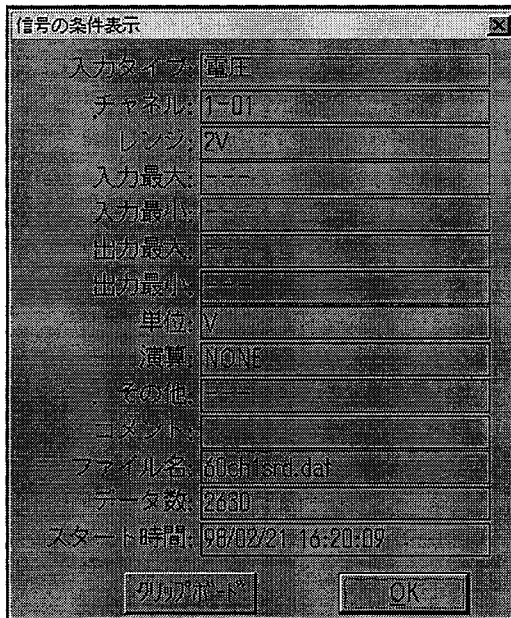 信号の条件表示
入力タイプ: 電圧
チャネル: 1-01
レンジ: 2V
入力最大: ---
入力最小: ---
出力最大: ---
出力最小: ---
単位: V
演算: NONE
その他: ---
コメント:
ファイル名: 60ch1srd.dat
データ数: 2630
スタート時間: 98/02/21 16:20:09
クリップボード OK